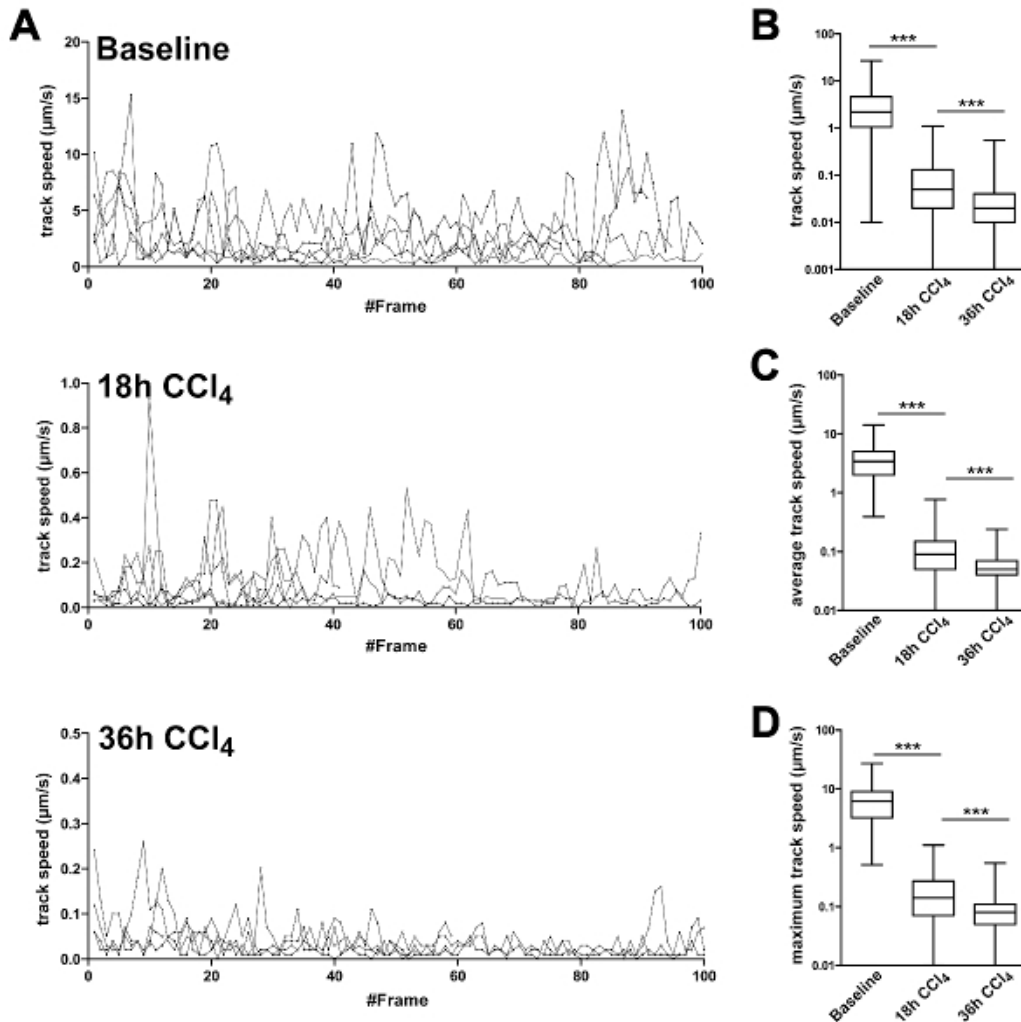 A
Baseline
track speed (µm/s)
20
15
10
5
0
0 20 40 60 80 100
#Frame
B
track speed (µm/s)
100
10
1
0.1
0.01
0.001
***
***
Baseline
18h CCl4
36h CCl4
18h CCl4
track speed (µm/s)
1.0
0.8
0.6
0.4
0.2
0.0
0 20 40 60 80 100
#Frame
C
average track speed (µm/s)
100
10
1
0.1
0.01
***
***
Baseline
18h CCl4
36h CCl4
36h CCl4
track speed (µm/s)
0.5
0.4
0.3
0.2
0.1
0.0
0 20 40 60 80 100
#Frame
D
maximum track speed (µm/s)
100
10
1
0.1
0.01
***
***
Baseline
18h CCl4
36h CCl4